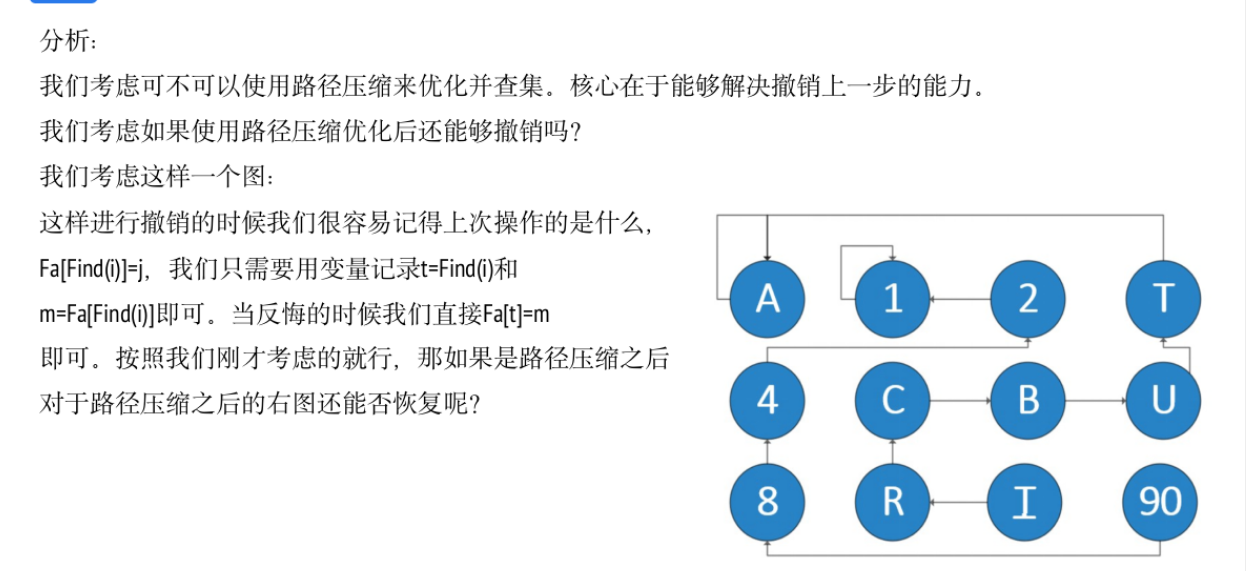 分析：
我们考虑可不可以使用路径压缩来优化并查集。核心在于能够解决撤销上一步的能力。
我们考虑如果使用路径压缩优化后还能够撤销吗？
我们考虑这样一个图：
这样进行撤销的时候我们很容易记得上次操作的是什么，
Fa[Find(i)]=j，我们只需要用变量记录t=Find(i)和
m=Fa[Find(i)]即可。当反悔的时候我们直接Fa[t]=m
即可。按照我们刚才考虑的就行，那如果是路径压缩之后
对于路径压缩之后的右图还能否恢复呢？
A 1 2 T
4 C B U
8 R I 90